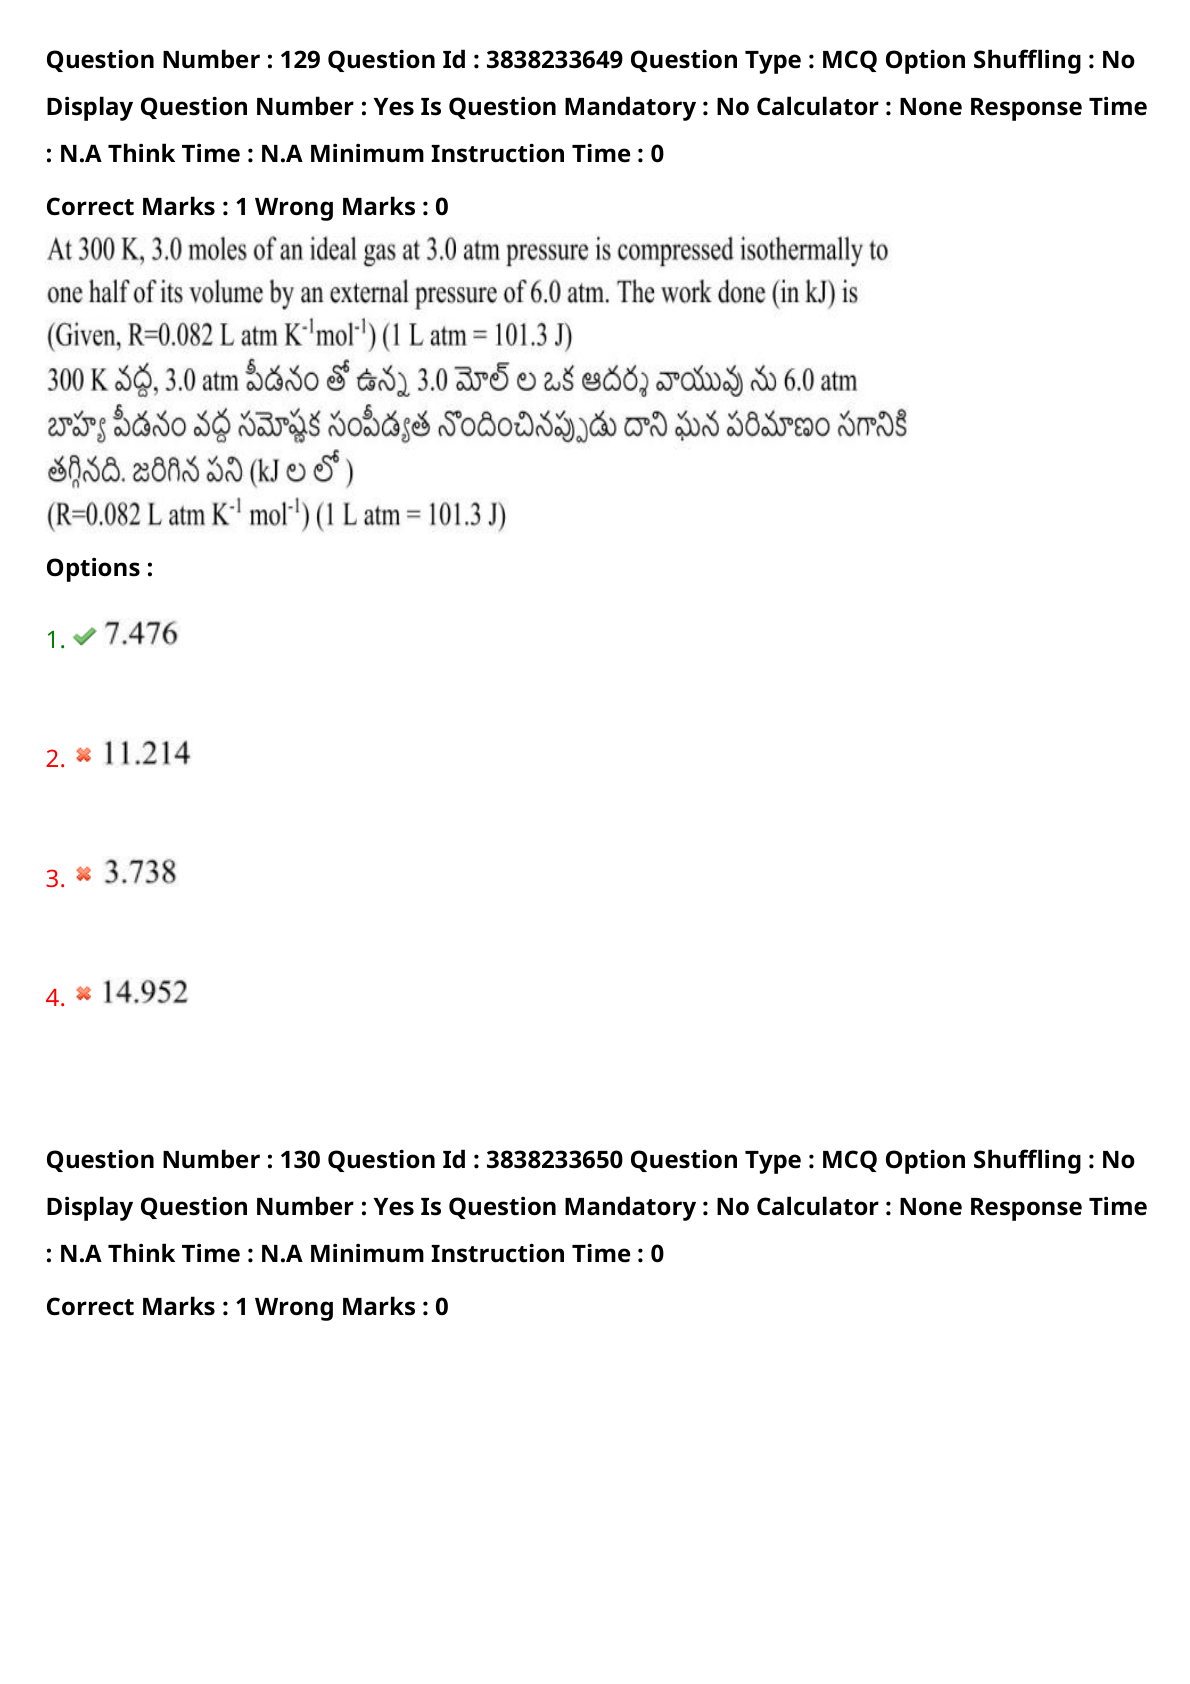 Question Number : 129 Question Id : 3838233649 Question Type : MCQ Option Shuffling : No
Display Question Number : Yes Is Question Mandatory : No Calculator : None Response Time
: N.A Think Time : N.A Minimum Instruction Time : 0
Correct Marks : 1 Wrong Marks : 0
At 300 K, 3.0 moles of an ideal gas at 3.0 atm pressure is compressed isothermally to
one half of its volume by an external pressure of 6.0 atm. The work done (in kJ) is
(Given, R=0.082 L atm K⁻¹mol⁻¹) (1 L atm = 101.3 J)
300 K వద్ద, 3.0 atm పీడనం తో ఉన్న 3.0 మోల్ ల ఒక ఆదర్శ వాయువు ను 6.0 atm
బాహ్య పీడనం వద్ద సమోష్ణక సంపీడ్యత నొందించినప్పుడు దాని ఘన పరిమాణం సగానికి
తగ్గినది. జరిగిన పని (kJ ల లో )
(R=0.082 L atm K⁻¹ mol⁻¹) (1 L atm = 101.3 J)
Options :
1. 7.476
2. 11.214
3. 3.738
4. 14.952
Question Number : 130 Question Id : 3838233650 Question Type : MCQ Option Shuffling : No
Display Question Number : Yes Is Question Mandatory : No Calculator : None Response Time
: N.A Think Time : N.A Minimum Instruction Time : 0
Correct Marks : 1 Wrong Marks : 0